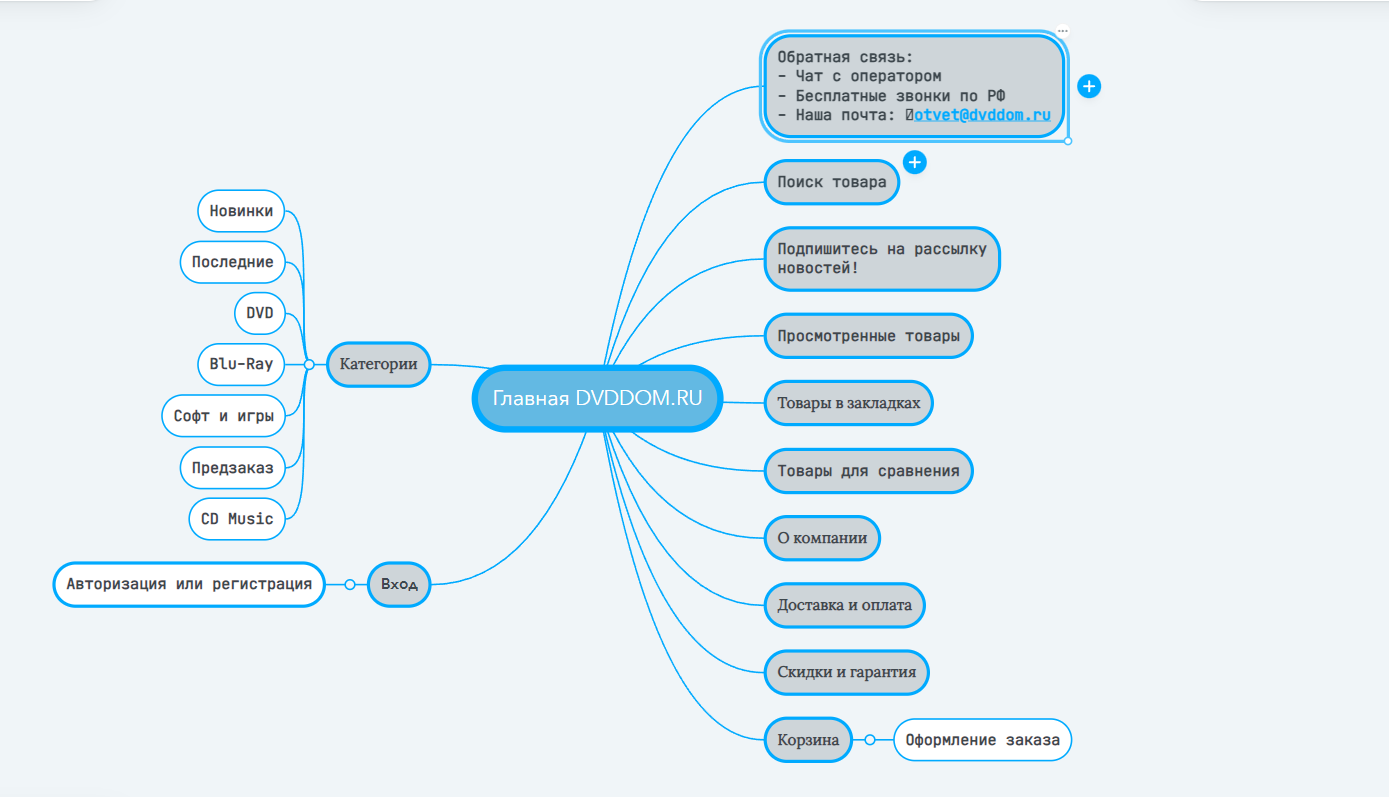 Обратная связь:
- Чат с оператором
- Бесплатные звонки по РФ
- Наша почта: otvet@dvddom.ru
Поиск товара
Подпишитесь на рассылку
новостей!
Просмотренные товары
Товары в закладках
Товары для сравнения
О компании
Доставка и оплата
Скидки и гарантия
Корзина
Оформление заказа
Главная DVDDOM.RU
Категории
Новинки
Последние
DVD
Blu-Ray
Софт и игры
Предзаказ
CD Music
Вход
Авторизация или регистрация